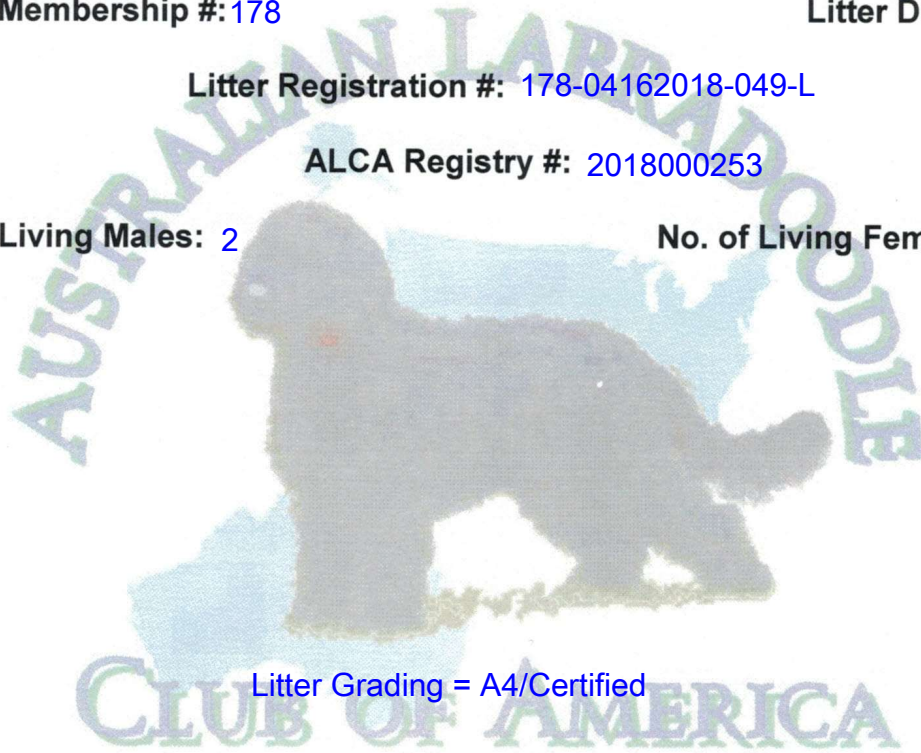 Membership #: 178 Litter D
Litter Registration #: 178-04162018-049-L
ALCA Registry #: 2018000253
Living Males: 2 No. of Living Fem
AUSTRALIAN LABRADOODLE
Litter Grading = A4/Certified
CLUB OF AMERICA